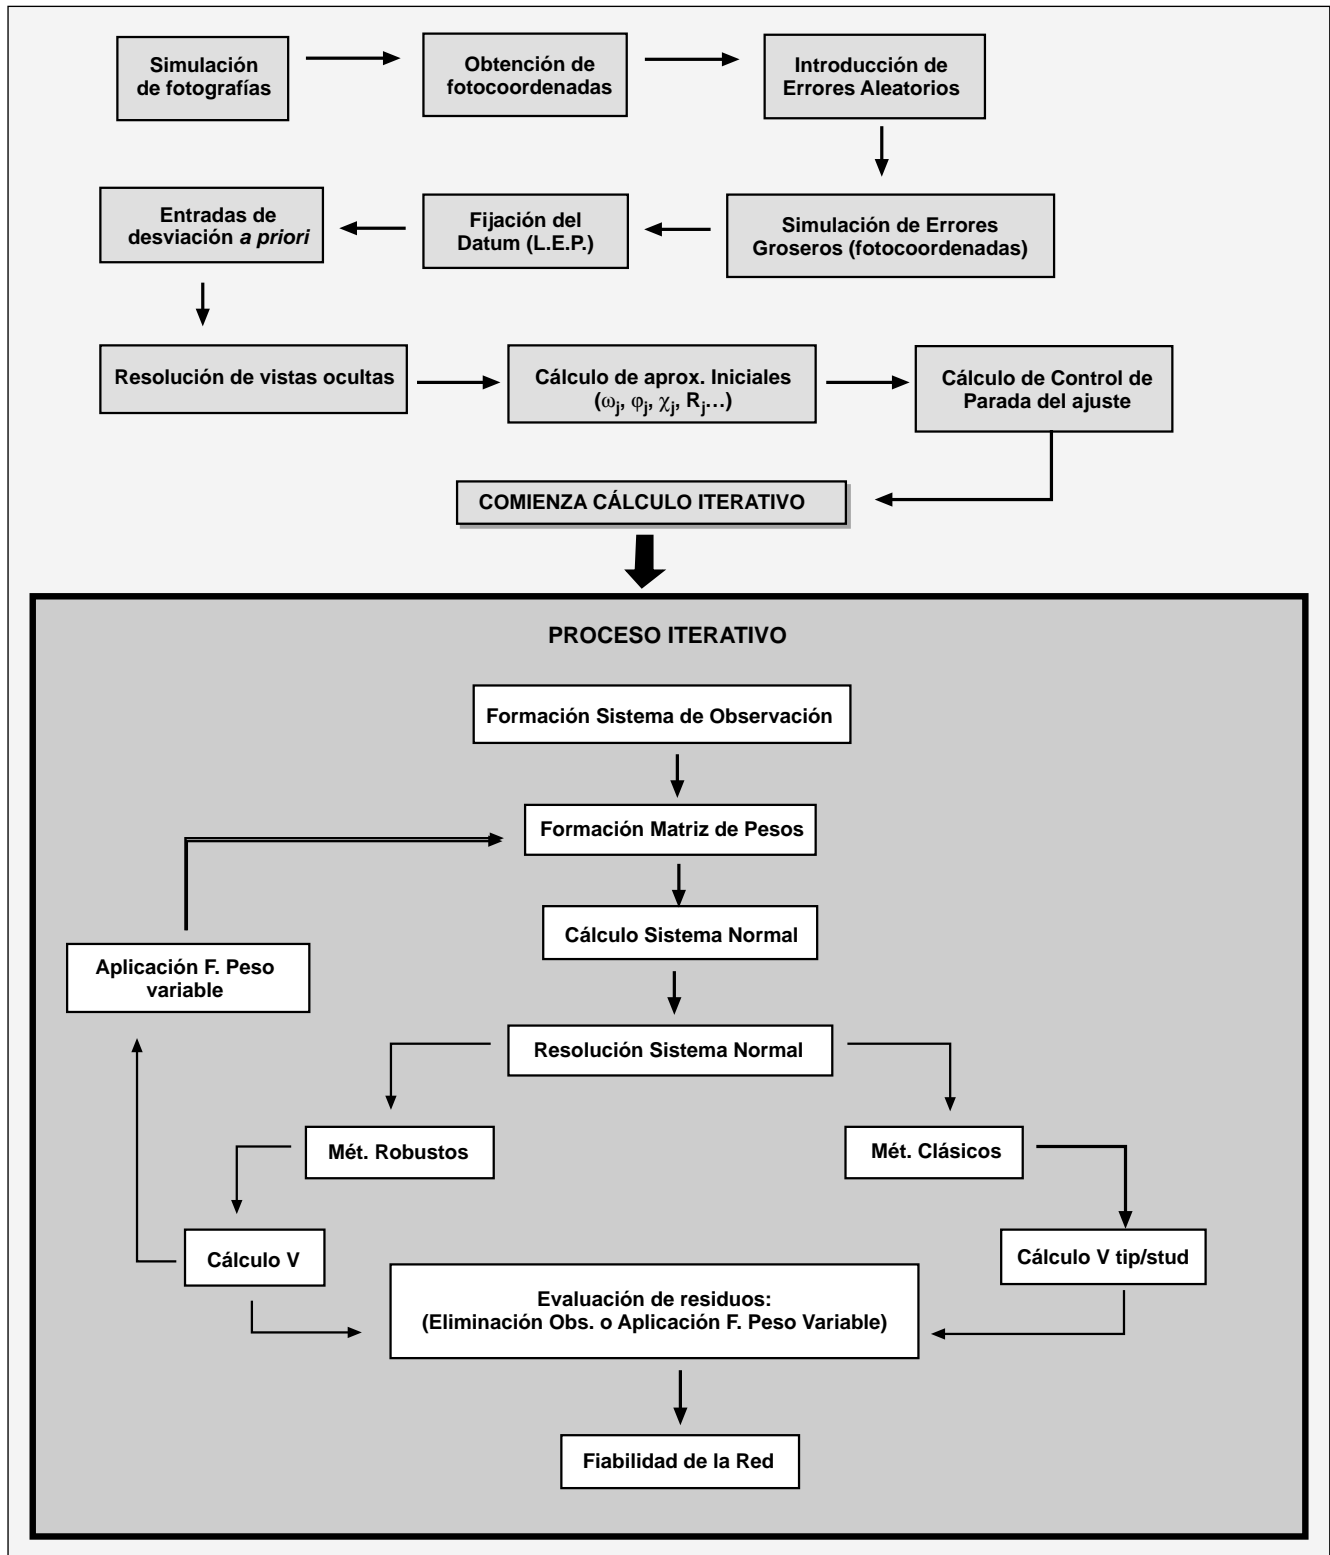 Simulación
de fotografías
Obtención de
fotocoordenadas
Introducción de
Errores Aleatorios
Entradas de
desviación a priori
Fijación del
Datum (L.E.P.)
Simulación de Errores
Groseros (fotocoordenadas)
Resolución de vistas ocultas
Cálculo de aprox. Iniciales
(ωj, φj, χj, Rj…)
Cálculo de Control de
Parada del ajuste
COMIENZA CÁLCULO ITERATIVO
PROCESO ITERATIVO
Formación Sistema de Observación
Formación Matriz de Pesos
Cálculo Sistema Normal
Aplicación F. Peso
variable
Resolución Sistema Normal
Mét. Robustos
Mét. Clásicos
Cálculo V
Cálculo V tip/stud
Evaluación de residuos:
(Eliminación Obs. o Aplicación F. Peso Variable)
Fiabilidad de la Red